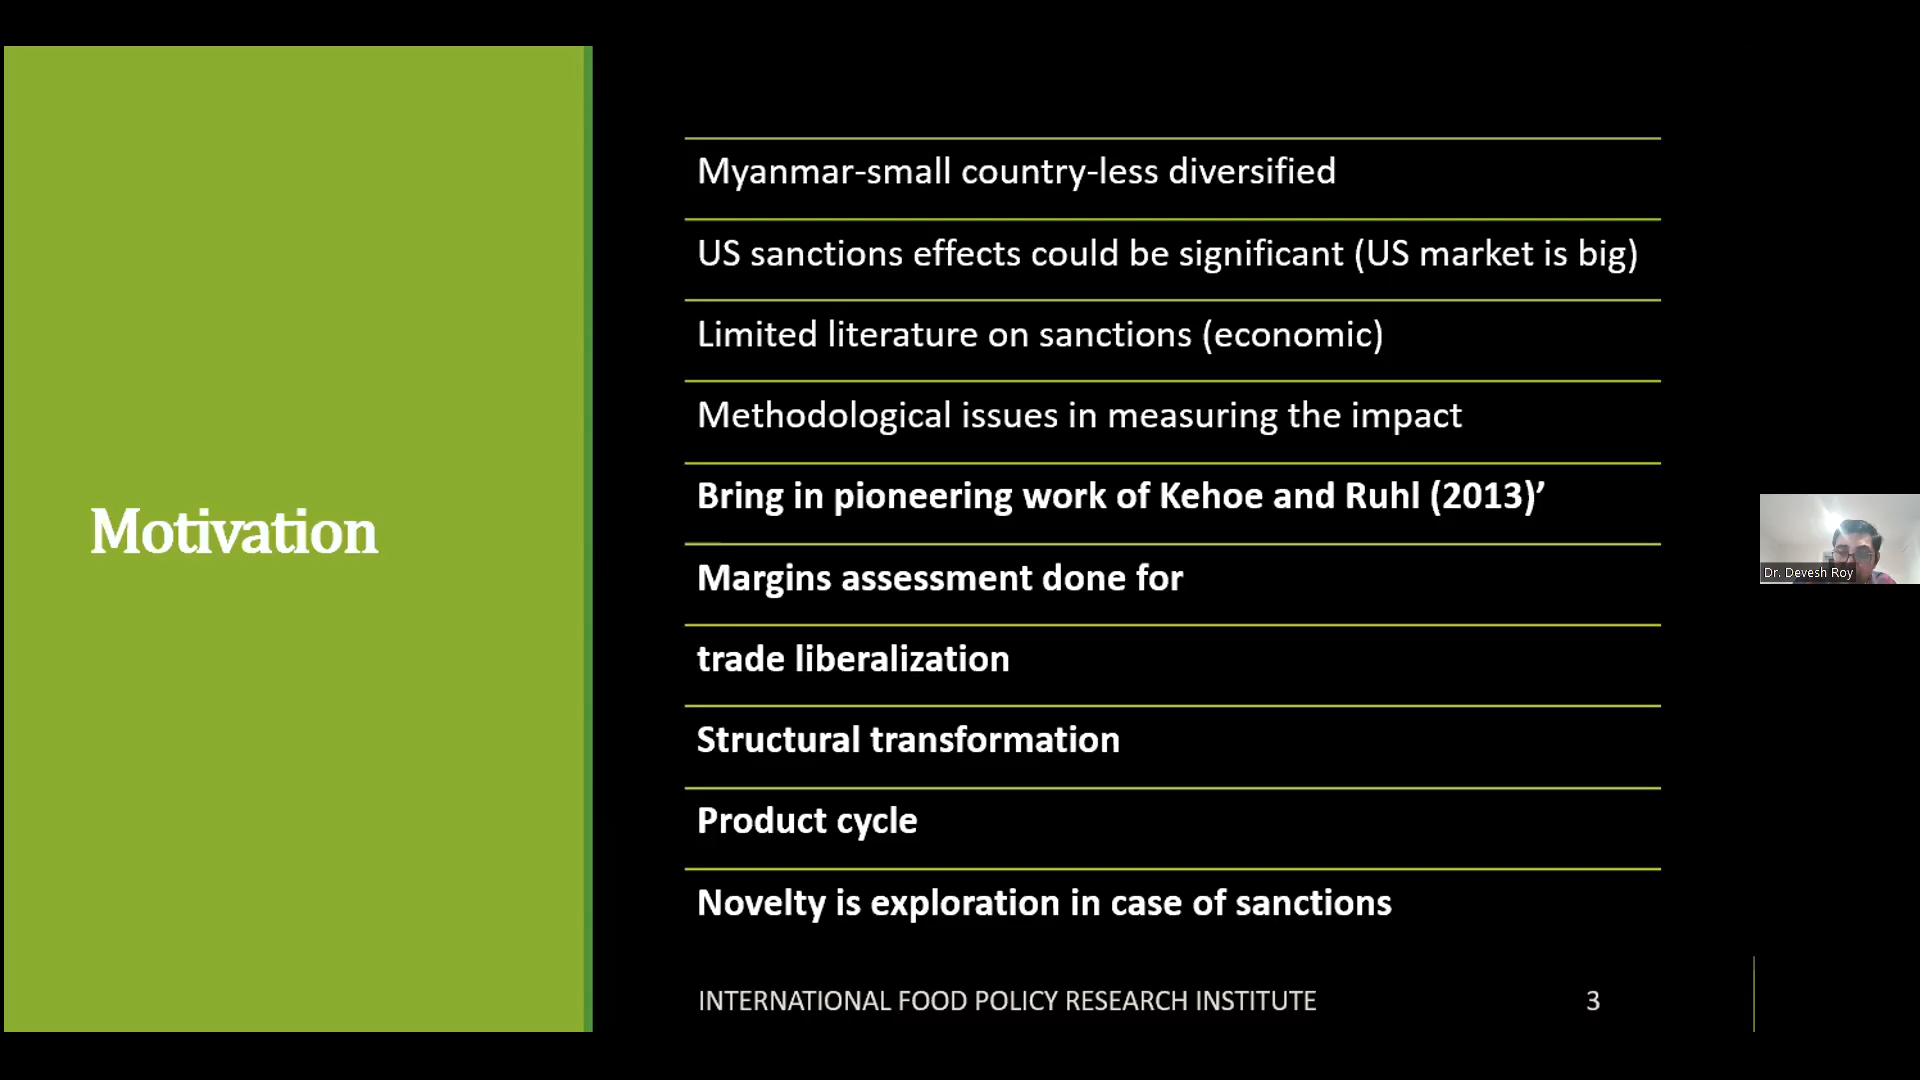 Motivation
Myanmar-small country-less diversified
US sanctions effects could be significant (US market is big)
Limited literature on sanctions (economic)
Methodological issues in measuring the impact
Bring in pioneering work of Kehoe and Ruhl (2013)’
Margins assessment done for
trade liberalization
Structural transformation
Product cycle
Novelty is exploration in case of sanctions
INTERNATIONAL FOOD POLICY RESEARCH INSTITUTE
3
Dr. Devesh Roy